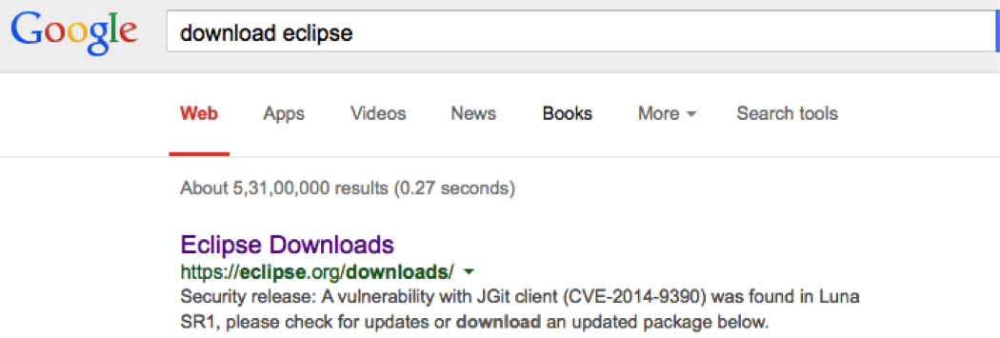 Google download eclipse
Web Apps Videos News Books More Search tools
About 5,31,00,000 results (0.27 seconds)
Eclipse Downloads
https://eclipse.org/downloads/
Security release: A vulnerability with JGit client (CVE-2014-9390) was found in Luna
SR1, please check for updates or download an updated package below.